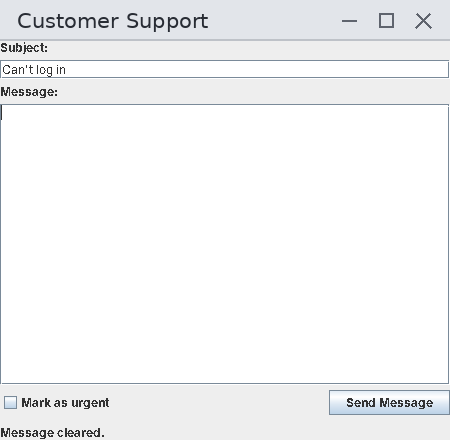 Customer Support
Subject:
Can't log in
Message:
Mark as urgent
Send Message
Message cleared.